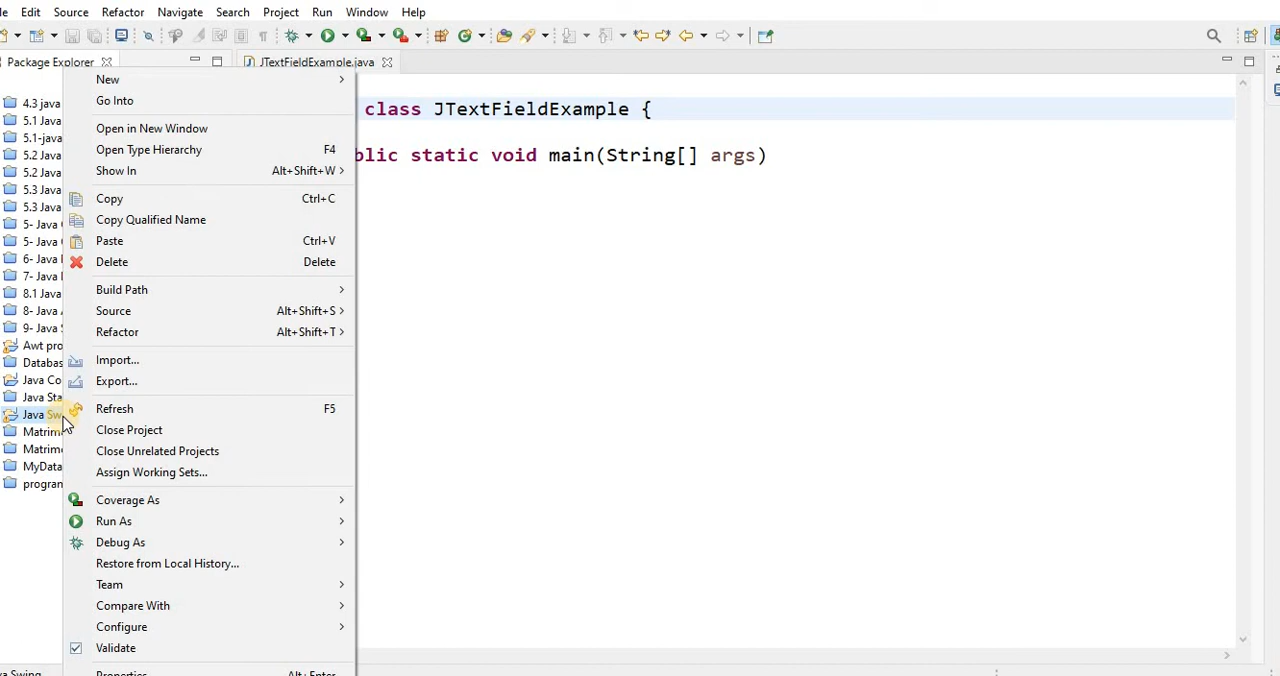 Edit Source Refactor Navigate Search Project Run Window Help
Package Explorer
JTextFieldExample.java
4.3 java
5.1 Java
5.1-java
5.2 Java
5.2 Java
5.3 Java
5.3 Java
5- Java
5- Java
6- Java
7- Java
8.1 Java
8- Java
9- Java
Awt pro
Databas
Java Co
Java Sta
Java Sw
Matrim
Matrim
MyData
program
New
Go Into
Open in New Window
Open Type Hierarchy F4
Show In Alt+Shift+W >
Copy Ctrl+C
Copy Qualified Name
Paste Ctrl+V
Delete Delete
Build Path
Source Alt+Shift+S >
Refactor Alt+Shift+T >
Import...
Export...
Refresh F5
Close Project
Close Unrelated Projects
Assign Working Sets...
Coverage As
Run As
Debug As
Restore from Local History...
Team
Compare With
Configure
Validate
Properties Alt+Enter
class JTextFieldExample {
blic static void main(String[] args)